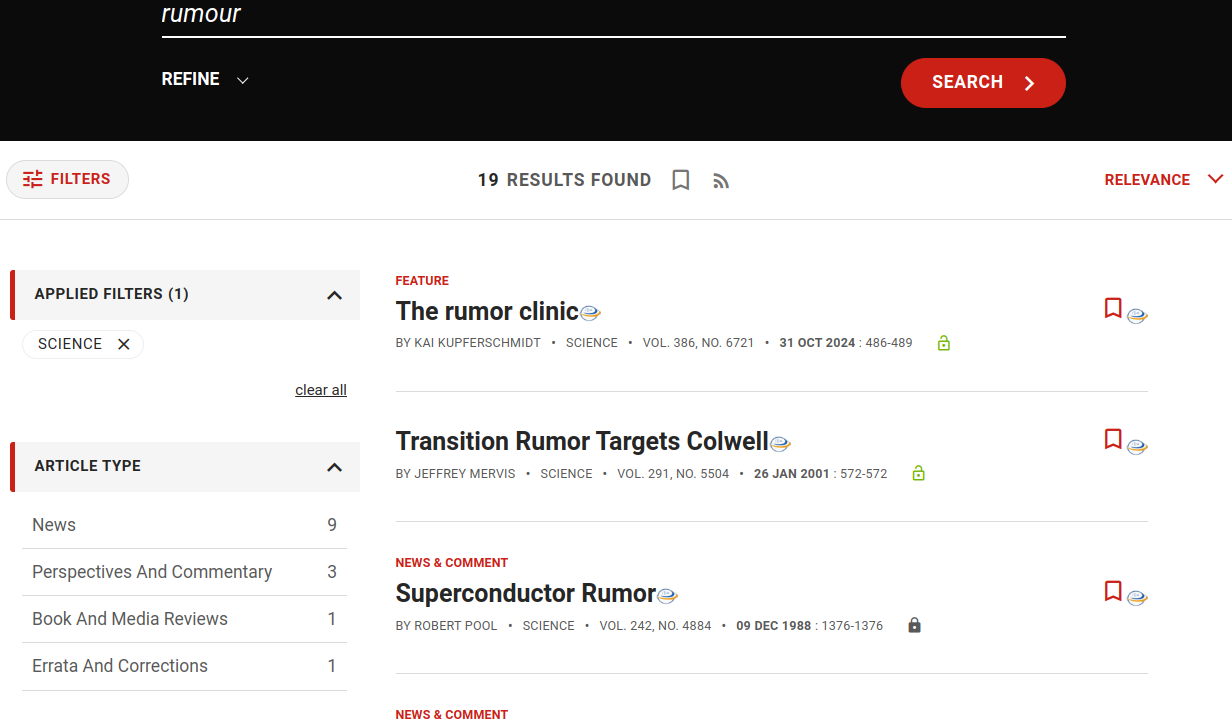 rumour
REFINE
SEARCH
FILTERS
19 RESULTS FOUND
RELEVANCE
APPLIED FILTERS (1)
SCIENCE
clear all
ARTICLE TYPE
News 9
Perspectives And Commentary 3
Book And Media Reviews 1
Errata And Corrections 1
FEATURE
The rumor clinic
BY KAI KUPFERSCHMIDT • SCIENCE • VOL. 386, NO. 6721 • 31 OCT 2024 : 486-489
Transition Rumor Targets Colwell
BY JEFFREY MERVIS • SCIENCE • VOL. 291, NO. 5504 • 26 JAN 2001 : 572-572
NEWS & COMMENT
Superconductor Rumor
BY ROBERT POOL • SCIENCE • VOL. 242, NO. 4884 • 09 DEC 1988 : 1376-1376
NEWS & COMMENT